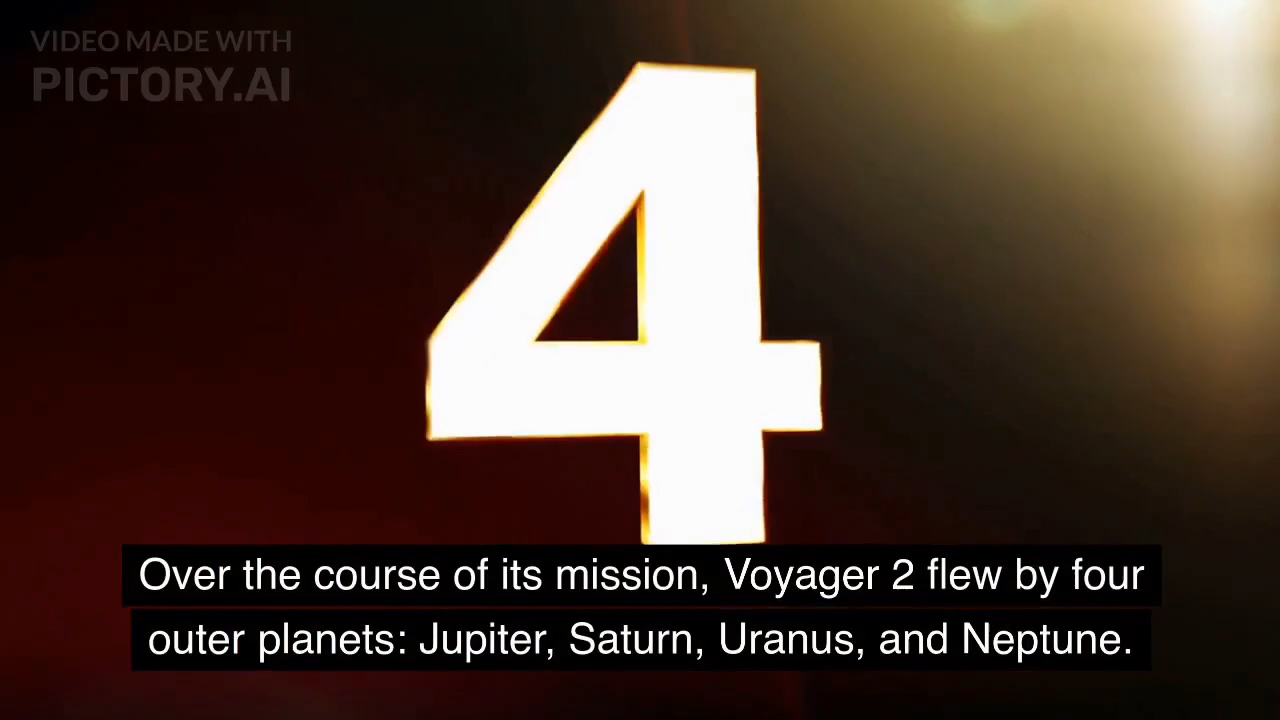 VIDEO MADE WITH
PICTORY.AI
4
Over the course of its mission, Voyager 2 flew by four
outer planets: Jupiter, Saturn, Uranus, and Neptune.